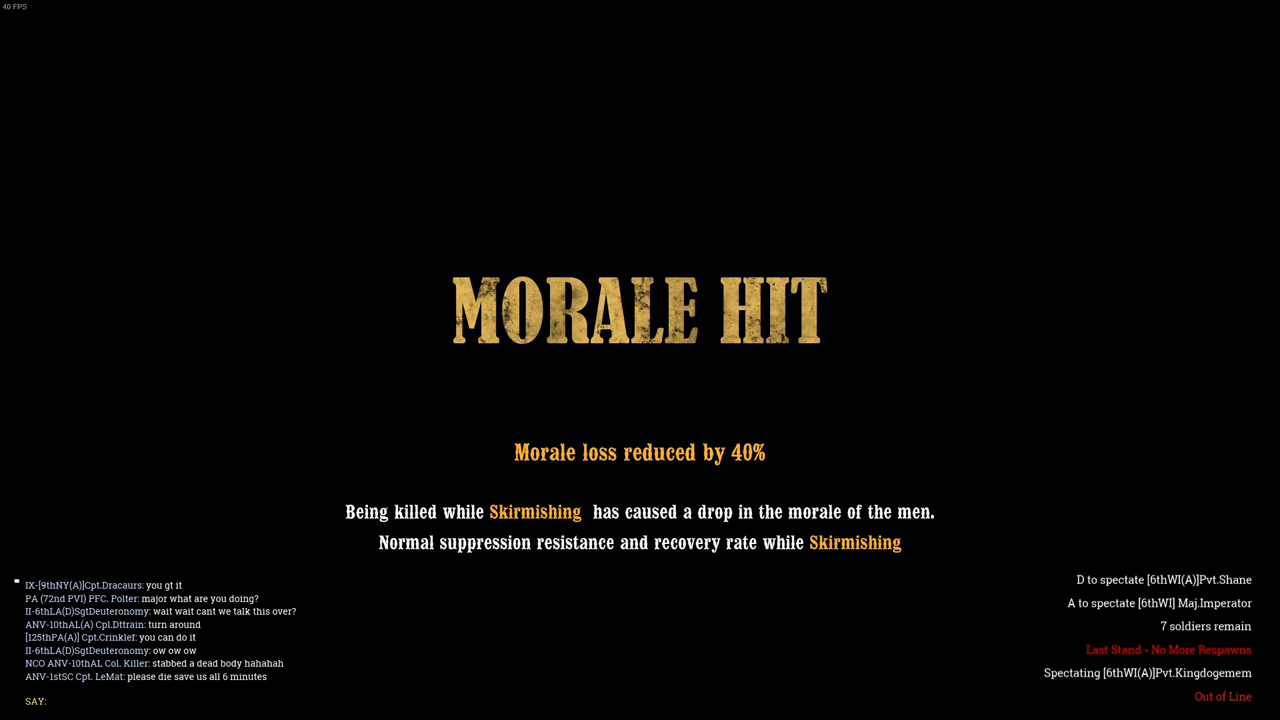 40 FPS
MORALE HIT
Morale loss reduced by 40%
Being killed while Skirmishing has caused a drop in the morale of the men.
Normal suppression resistance and recovery rate while Skirmishing
IX-[9thNY(A)]Cpt.Dracaurs: you gt it
PA (72nd PVI) PFC. Polter: major what are you doing?
II-6thLA(D)SgtDeuteronomy: wait wait cant we talk this over?
ANV-10thAL(A) Cpl.Dttrain: turn around
[125thPA(A)] Cpt.Crinklef: you can do it
II-6thLA(D)SgtDeuteronomy: ow ow ow
NCO ANV-10thAL Col. Killer: stabbed a dead body hahahah
ANV-1stSC Cpt. LeMat: please die save us all 6 minutes
SAY:
D to spectate [6thWI(A)]Pvt.Shane
A to spectate [6thWI] Maj.Imperator
7 soldiers remain
Last Stand - No More Respawns
Spectating [6thWI(A)]Pvt.Kingdogemem
Out of Line